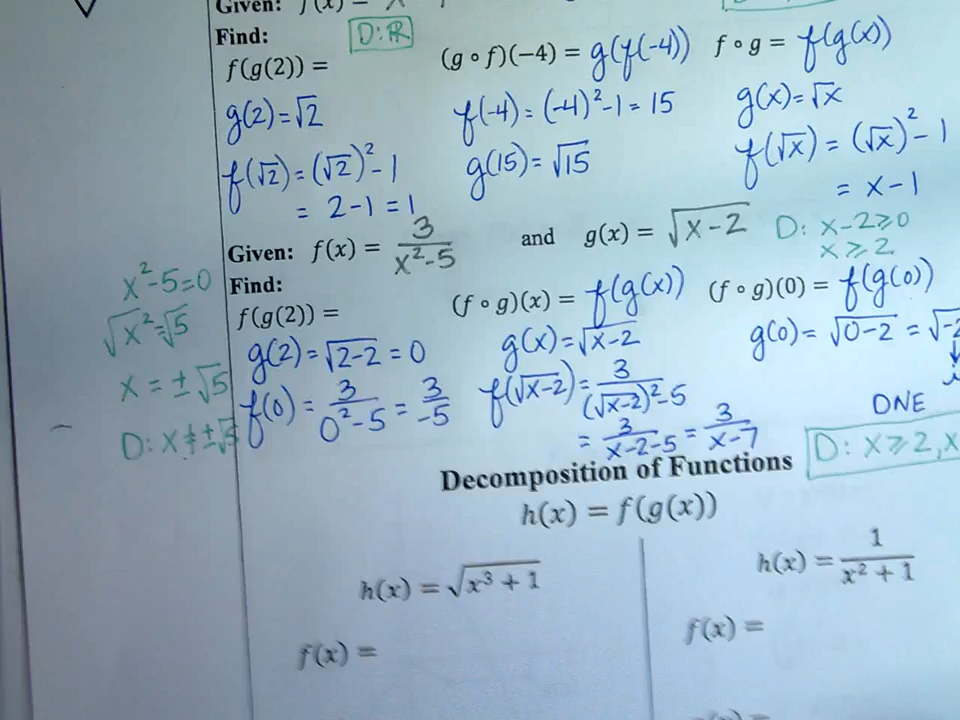 Given: f(x) =
Find:
D: ℝ
f(g(2)) =
g(2) = √2
f(√2) = (√2)² - 1
= 2 - 1 = 1
(g ∘ f)(-4) = g(f(-4))
f(-4) = (-4)² - 1 = 15
g(15) = √15
f ∘ g = f(g(x))
g(x) = √x
f(√x) = (√x)² - 1
= x - 1
Given: f(x) = 3/(x² - 5) and g(x) = √(x - 2)
D: x - 2 ≥ 0
x ≥ 2
x² - 5 = 0
√x² = √5
x = ± √5
D: x ≠ ± √5
Find:
f(g(2)) =
g(2) = √(2-2) = 0
f(0) = 3/(0² - 5) = 3/-5
(f ∘ g)(x) = f(g(x))
g(x) = √(x-2)
f(√(x-2)) = 3/((√(x-2))² - 5)
= 3/(x-2-5) = 3/(x-7)
(f ∘ g)(0) = f(g(0))
g(0) = √(0-2) = √-2
i
DNE
D: x ≥ 2, x
Decomposition of Functions
h(x) = f(g(x))
h(x) = √(x³ + 1)
f(x) =
h(x) = 1/(x² + 1)
f(x) =